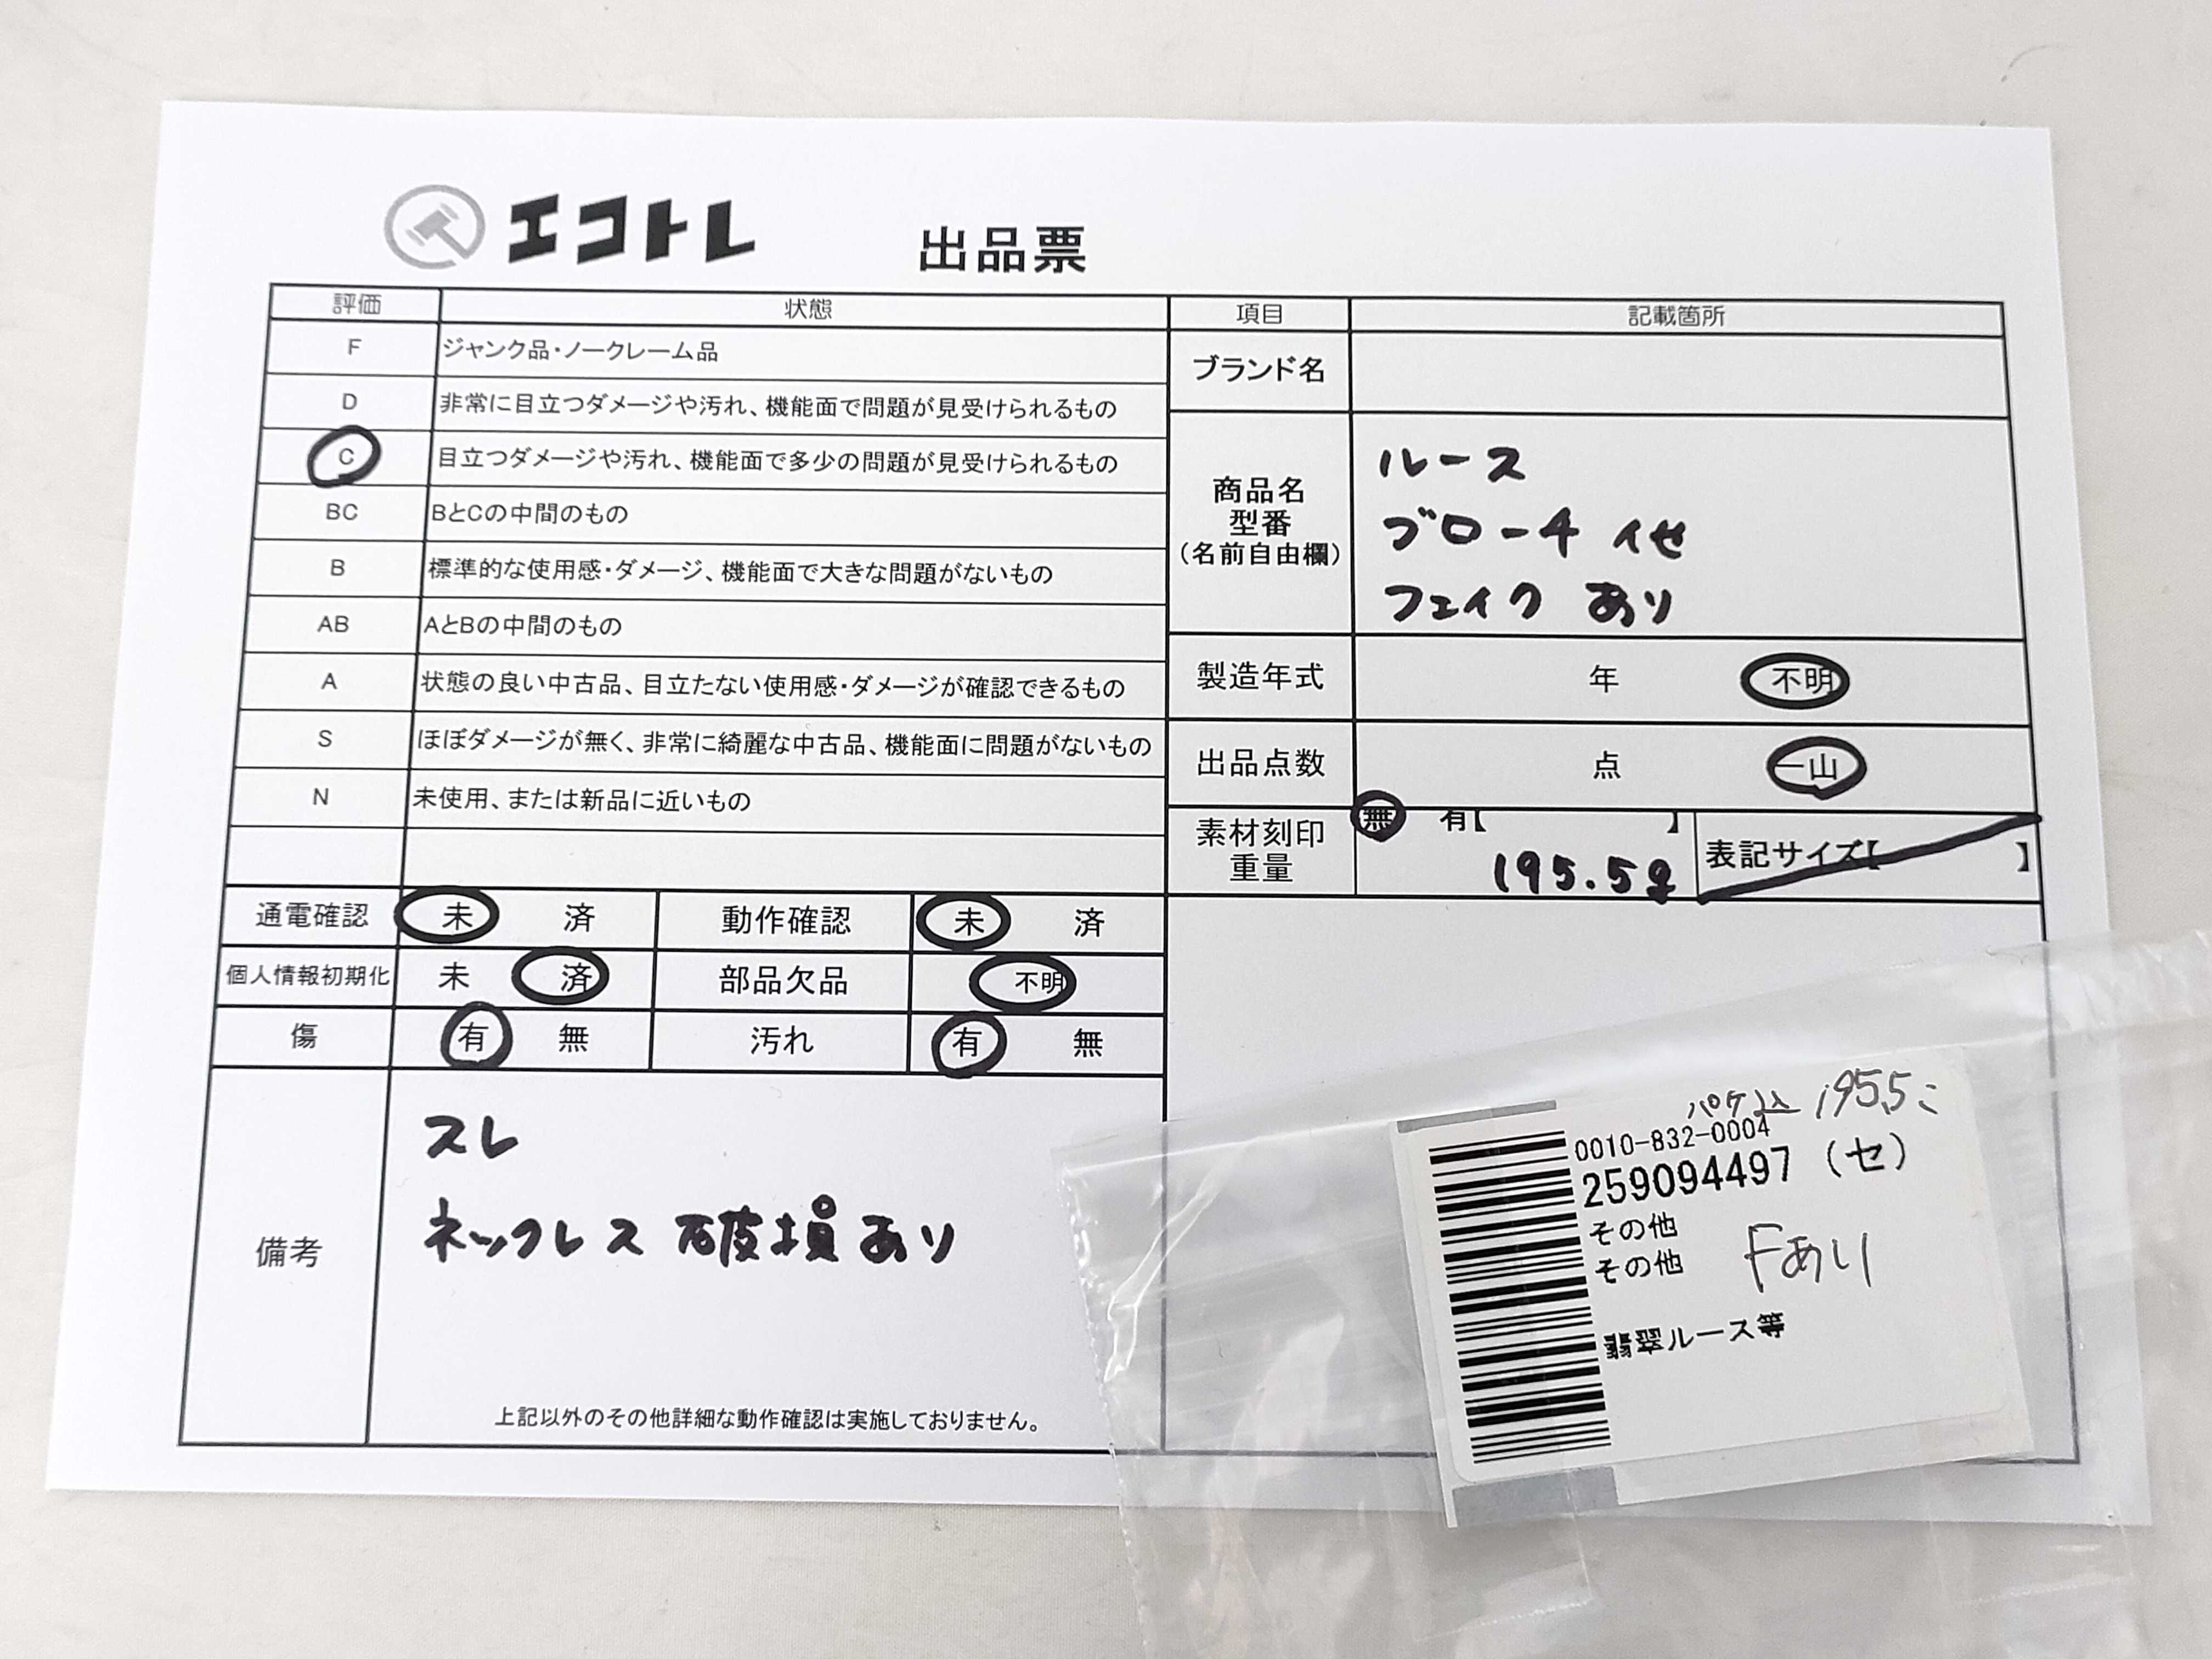 エコトレ 出品票
評価 状態
F ジャンク品・ノークレーム品
D 非常に目立つダメージや汚れ、機能面で問題が見受けられるもの
C 目立つダメージや汚れ、機能面で多少の問題が見受けられるもの
BC BとCの中間のもの
B 標準的な使用感・ダメージ、機能面で大きな問題がないもの
AB AとBの中間のもの
A 状態の良い中古品、目立たない使用感・ダメージが確認できるもの
S ほぼダメージが無く、非常に綺麗な中古品、機能面に問題がないもの
N 未使用、または新品に近いもの
通電確認 未 済 動作確認 未 済
個人情報初期化 未 済 部品欠品 不明
傷 有 無 汚れ 有 無
備考
スレ
ネックレス 破損あり
上記以外のその他詳細な動作確認は実施しておりません。
項目 記載箇所
ブランド名
商品名
型番
(名前自由欄)
ルース
ブローチ 他
フェイク あり
製造年式 年 不明
出品点数 点 一山
素材刻印
重量
無 有【 】
195.5g
表記サイズ【 】
パケ込 195.5
0010-832-0004
259094497 (セ)
その他
その他
Fあり
翡翠ルース等